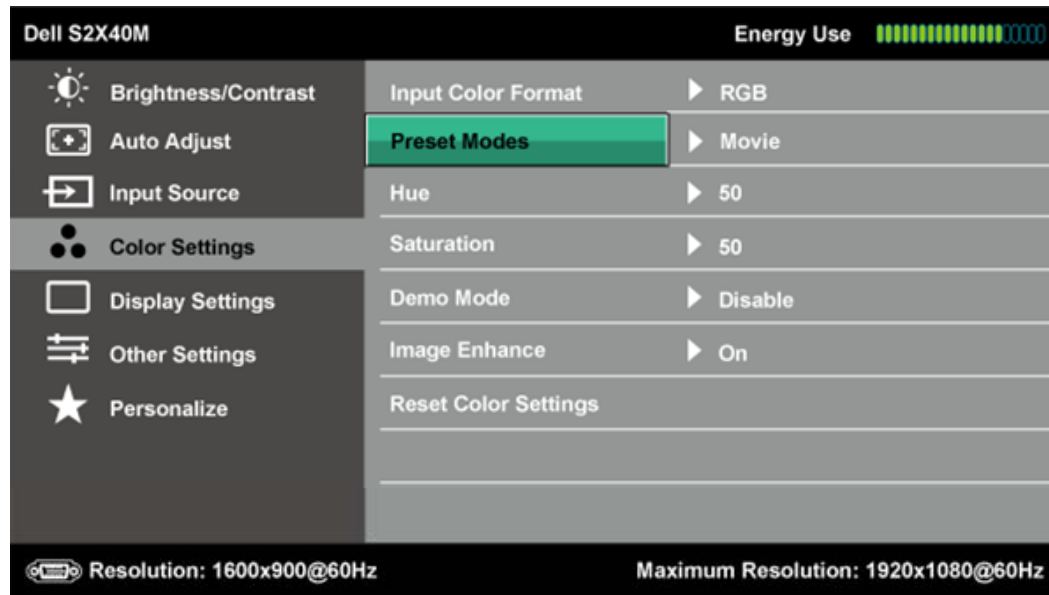 Dell S2X40M Energy Use
Brightness/Contrast Input Color Format RGB
Auto Adjust Preset Modes Movie
Input Source Hue 50
Color Settings Saturation 50
Display Settings Demo Mode Disable
Other Settings Image Enhance On
Personalize Reset Color Settings
Resolution: 1600x900@60Hz Maximum Resolution: 1920x1080@60Hz